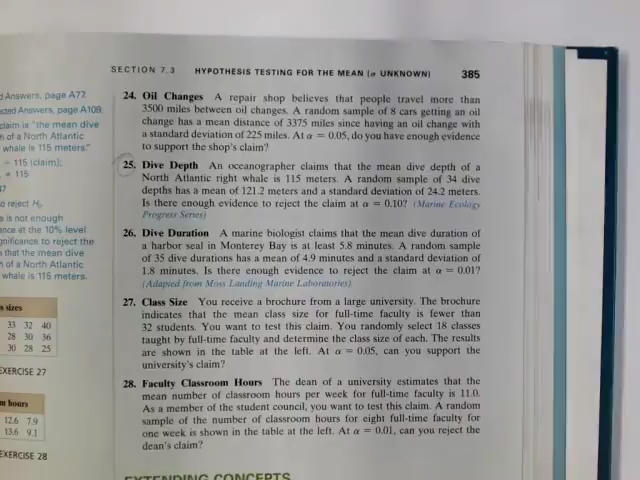 SECTION 7.3 HYPOTHESIS TESTING FOR THE MEAN (σ UNKNOWN) 385
d Answers, page A77
cted Answers, page A109
claim is "the mean dive
h of a North Atlantic
whale is 115 meters."
= 115 (claim);
≠ 115
37
o reject H₀
e is not enough
ance at the 10% level
gnificance to reject the
that the mean dive
h of a North Atlantic
whale is 115 meters.
s sizes
33 32 40
28 30 36
30 28 25
EXERCISE 27
m hours
12.6 7.9
13.6 9.1
EXERCISE 28
24. Oil Changes A repair shop believes that people travel more than
3500 miles between oil changes. A random sample of 8 cars getting an oil
change has a mean distance of 3375 miles since having an oil change with
a standard deviation of 225 miles. At α = 0.05, do you have enough evidence
to support the shop's claim?
25. Dive Depth An oceanographer claims that the mean dive depth of a
North Atlantic right whale is 115 meters. A random sample of 34 dive
depths has a mean of 121.2 meters and a standard deviation of 24.2 meters.
Is there enough evidence to reject the claim at α = 0.10? (Marine Ecology
Progress Series)
26. Dive Duration A marine biologist claims that the mean dive duration of
a harbor seal in Monterey Bay is at least 5.8 minutes. A random sample
of 35 dive durations has a mean of 4.9 minutes and a standard deviation of
1.8 minutes. Is there enough evidence to reject the claim at α = 0.01?
(Adapted from Moss Landing Marine Laboratories)
27. Class Size You receive a brochure from a large university. The brochure
indicates that the mean class size for full-time faculty is fewer than
32 students. You want to test this claim. You randomly select 18 classes
taught by full-time faculty and determine the class size of each. The results
are shown in the table at the left. At α = 0.05, can you support the
university's claim?
28. Faculty Classroom Hours The dean of a university estimates that the
mean number of classroom hours per week for full-time faculty is 11.0.
As a member of the student council, you want to test this claim. A random
sample of the number of classroom hours for eight full-time faculty for
one week is shown in the table at the left. At α = 0.01, can you reject the
dean's claim?
EXTENDING CONCEPTS